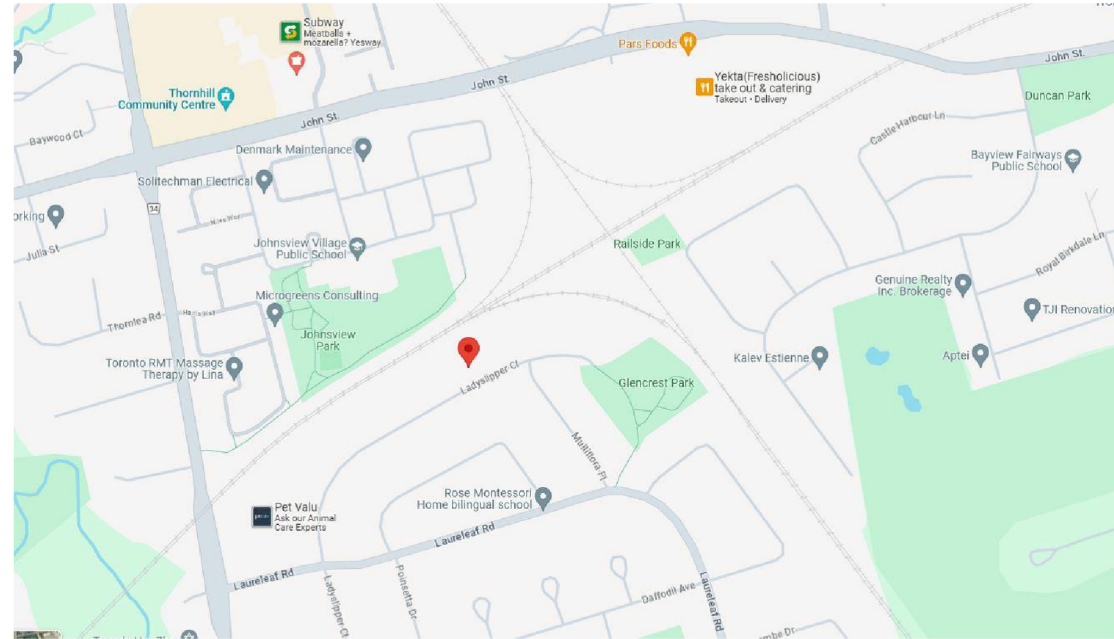 Subway
Meatballs +
mozarella? Yesway
Pars Foods
John St.
John St.
John St.
Yekta(Fresholicious)
take out & catering
Takeout • Delivery
Thornhill
Community Centre
Duncan Park
Castle Harbour Ln
Baywood Ct
Denmark Maintenance
Bayview Fairways
Public School
Solitechman Electrical
34
orking
Julia St
Johnsview Village
Public School
Railside Park
Royal Birkdale Ln
Genuine Realty
Inc. Brokerage
Microgreens Consulting
TJI Renovation
Thornlea Rd
Johnsview
Park
Toronto RMT Massage
Therapy by Lina
Kalev Estienne
Aptei
Ladyslipper Ct
Glencrest Park
Multiflora Pl
Rose Montessori
Home bilingual school
Pet Valu
Ask our Animal
Care Experts
Laureleaf Rd
Laureleaf Rd
Ladyslipper Ct
Poinsetta Dr
Daffodil Ave
Laureleaf Rd